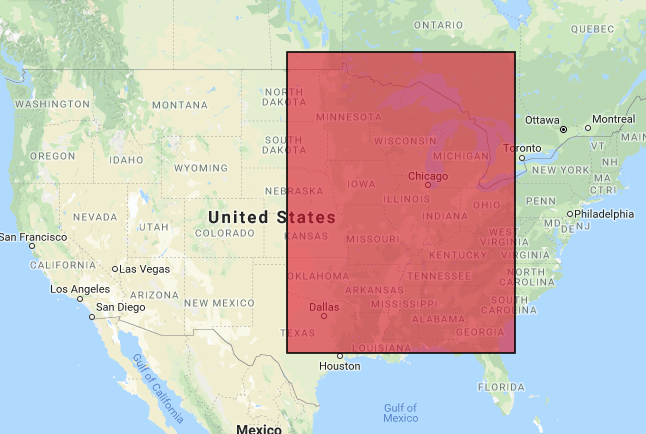 ONTARIO
QUEBEC
WASHINGTON
MONTANA
NORTH
DAKOTA
MINNESOTA
Ottawa
Montreal
OREGON
IDAHO
SOUTH
DAKOTA
WISCONSIN
MICHIGAN
Toronto
VT
NH
MAINE
WYOMING
Chicago
NEW YORK
MA
CT RI
NEBRASKA
IOWA
ILLINOIS
OHIO
PENN
NEVADA
United States
INDIANA
Philadelphia
UTAH
COLORADO
KANSAS
MISSOURI
WEST
VIRGINIA
MD
DE
NJ
San Francisco
VIRGINIA
KENTUCKY
CALIFORNIA
Las Vegas
OKLAHOMA
TENNESSEE
NORTH
CAROLINA
Los Angeles
ARIZONA
NEW MEXICO
ARKANSAS
MISSISSIPPI
SOUTH
CAROLINA
San Diego
Dallas
ALABAMA
TEXAS
GEORGIA
LOUISIANA
Houston
Gulf of
California
FLORIDA
Gulf of
Mexico
Mexico